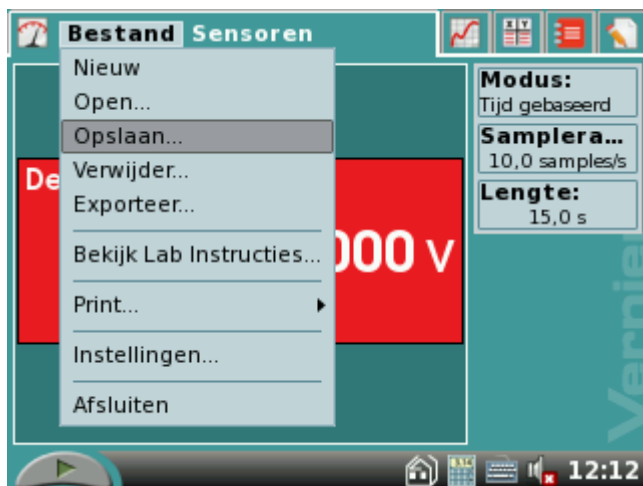 Bestand Sensoren
Nieuw
Open...
Opslaan...
Verwijder...
Exporteer...
Bekijk Lab Instructies...
Print...
Instellingen...
Afsluiten
De
000 V
Modus:
Tijd gebaseerd
Samplera...
10,0 samples/s
Lengte:
15,0 s
Vernier
12:12